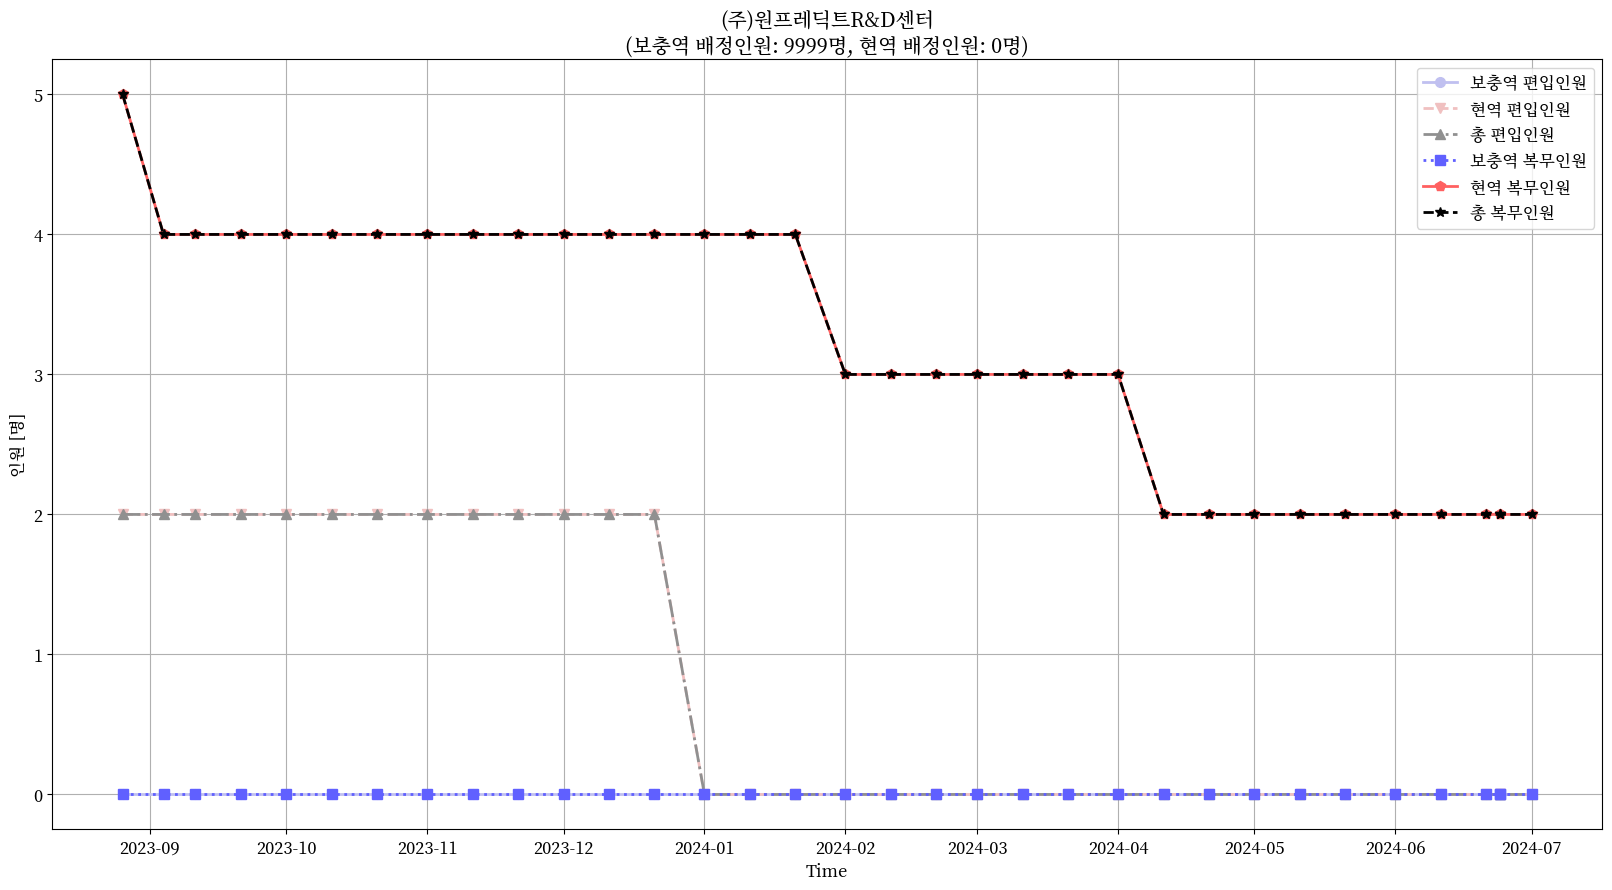 (주)원프레딕트R&D센터
(보충역 배정인원: 9999명, 현역 배정인원: 0명)
보충역 편입인원
현역 편입인원
총 편입인원
보충역 복무인원
현역 복무인원
총 복무인원
인원 [명]
5
4
3
2
1
0
2023-09 2023-10 2023-11 2023-12 2024-01 2024-02 2024-03 2024-04 2024-05 2024-06 2024-07
Time